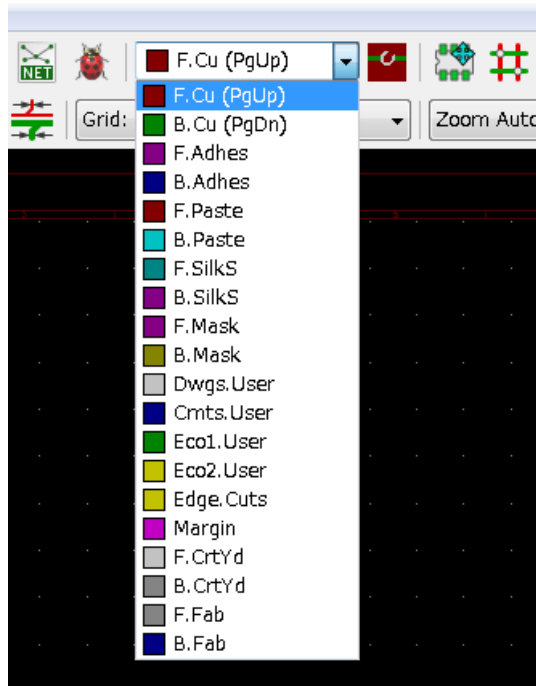 NET
F.Cu (PgUp)
Grid:
Zoom Auto
F.Cu (PgUp)
B.Cu (PgDn)
F.Adhes
B.Adhes
F.Paste
B.Paste
F.SilkS
B.SilkS
F.Mask
B.Mask
Dwgs.User
Cmts.User
Eco1.User
Eco2.User
Edge.Cuts
Margin
F.CrtYd
B.CrtYd
F.Fab
B.Fab